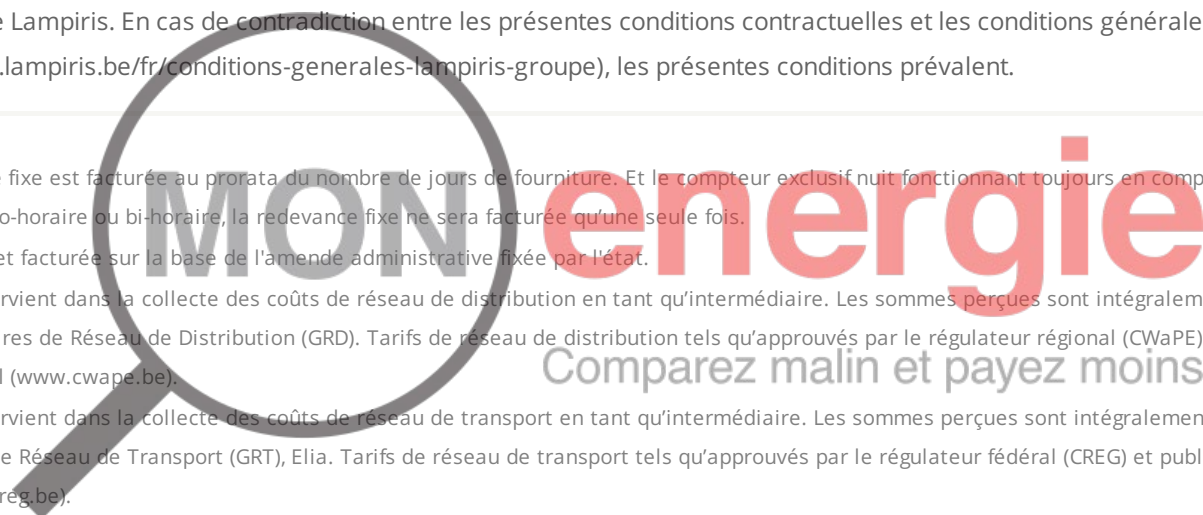 e Lampiris. En cas de contradiction entre les présentes conditions contractuelles et les conditions générale
.lampiris.be/fr/conditions-generales-lampiris-groupe), les présentes conditions prévalent.
e fixe est facturée au prorata du nombre de jours de fourniture. Et le compteur exclusif nuit fonctionnant toujours en comp
o-horaire ou bi-horaire, la redevance fixe ne sera facturée qu'une seule fois.
et facturée sur la base de l'amende administrative fixée par l'état.
MON energie
rvient dans la collecte des coûts de réseau de distribution en tant qu'intermédiaire. Les sommes perçues sont intégralem
ires de Réseau de Distribution (GRD). Tarifs de réseau de distribution tels qu'approuvés par le régulateur régional (CWaPE)
l (www.cwape.be).
Comparez malin et payez moins
rvient dans la collecte des coûts de réseau de transport en tant qu'intermédiaire. Les sommes perçues sont intégralemen
e Réseau de Transport (GRT), Elia. Tarifs de réseau de transport tels qu'approuvés par le régulateur fédéral (CREG) et publ
reg.be).